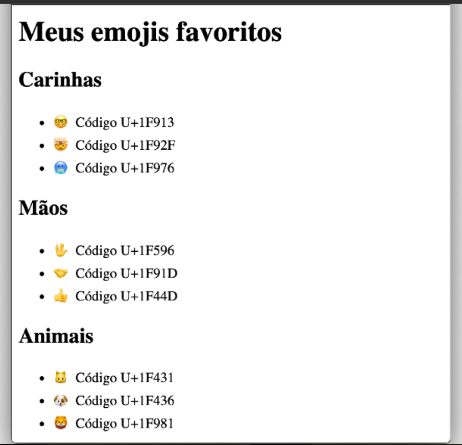 Meus emojis favoritos
Carinhas
• 🤓 Código U+1F913
• 🤯 Código U+1F92F
• 🥶 Código U+1F976
Mãos
• 🖖 Código U+1F596
• 🤝 Código U+1F91D
• 👍 Código U+1F44D
Animais
• 🐱 Código U+1F431
• 🐶 Código U+1F436
• 🦁 Código U+1F981